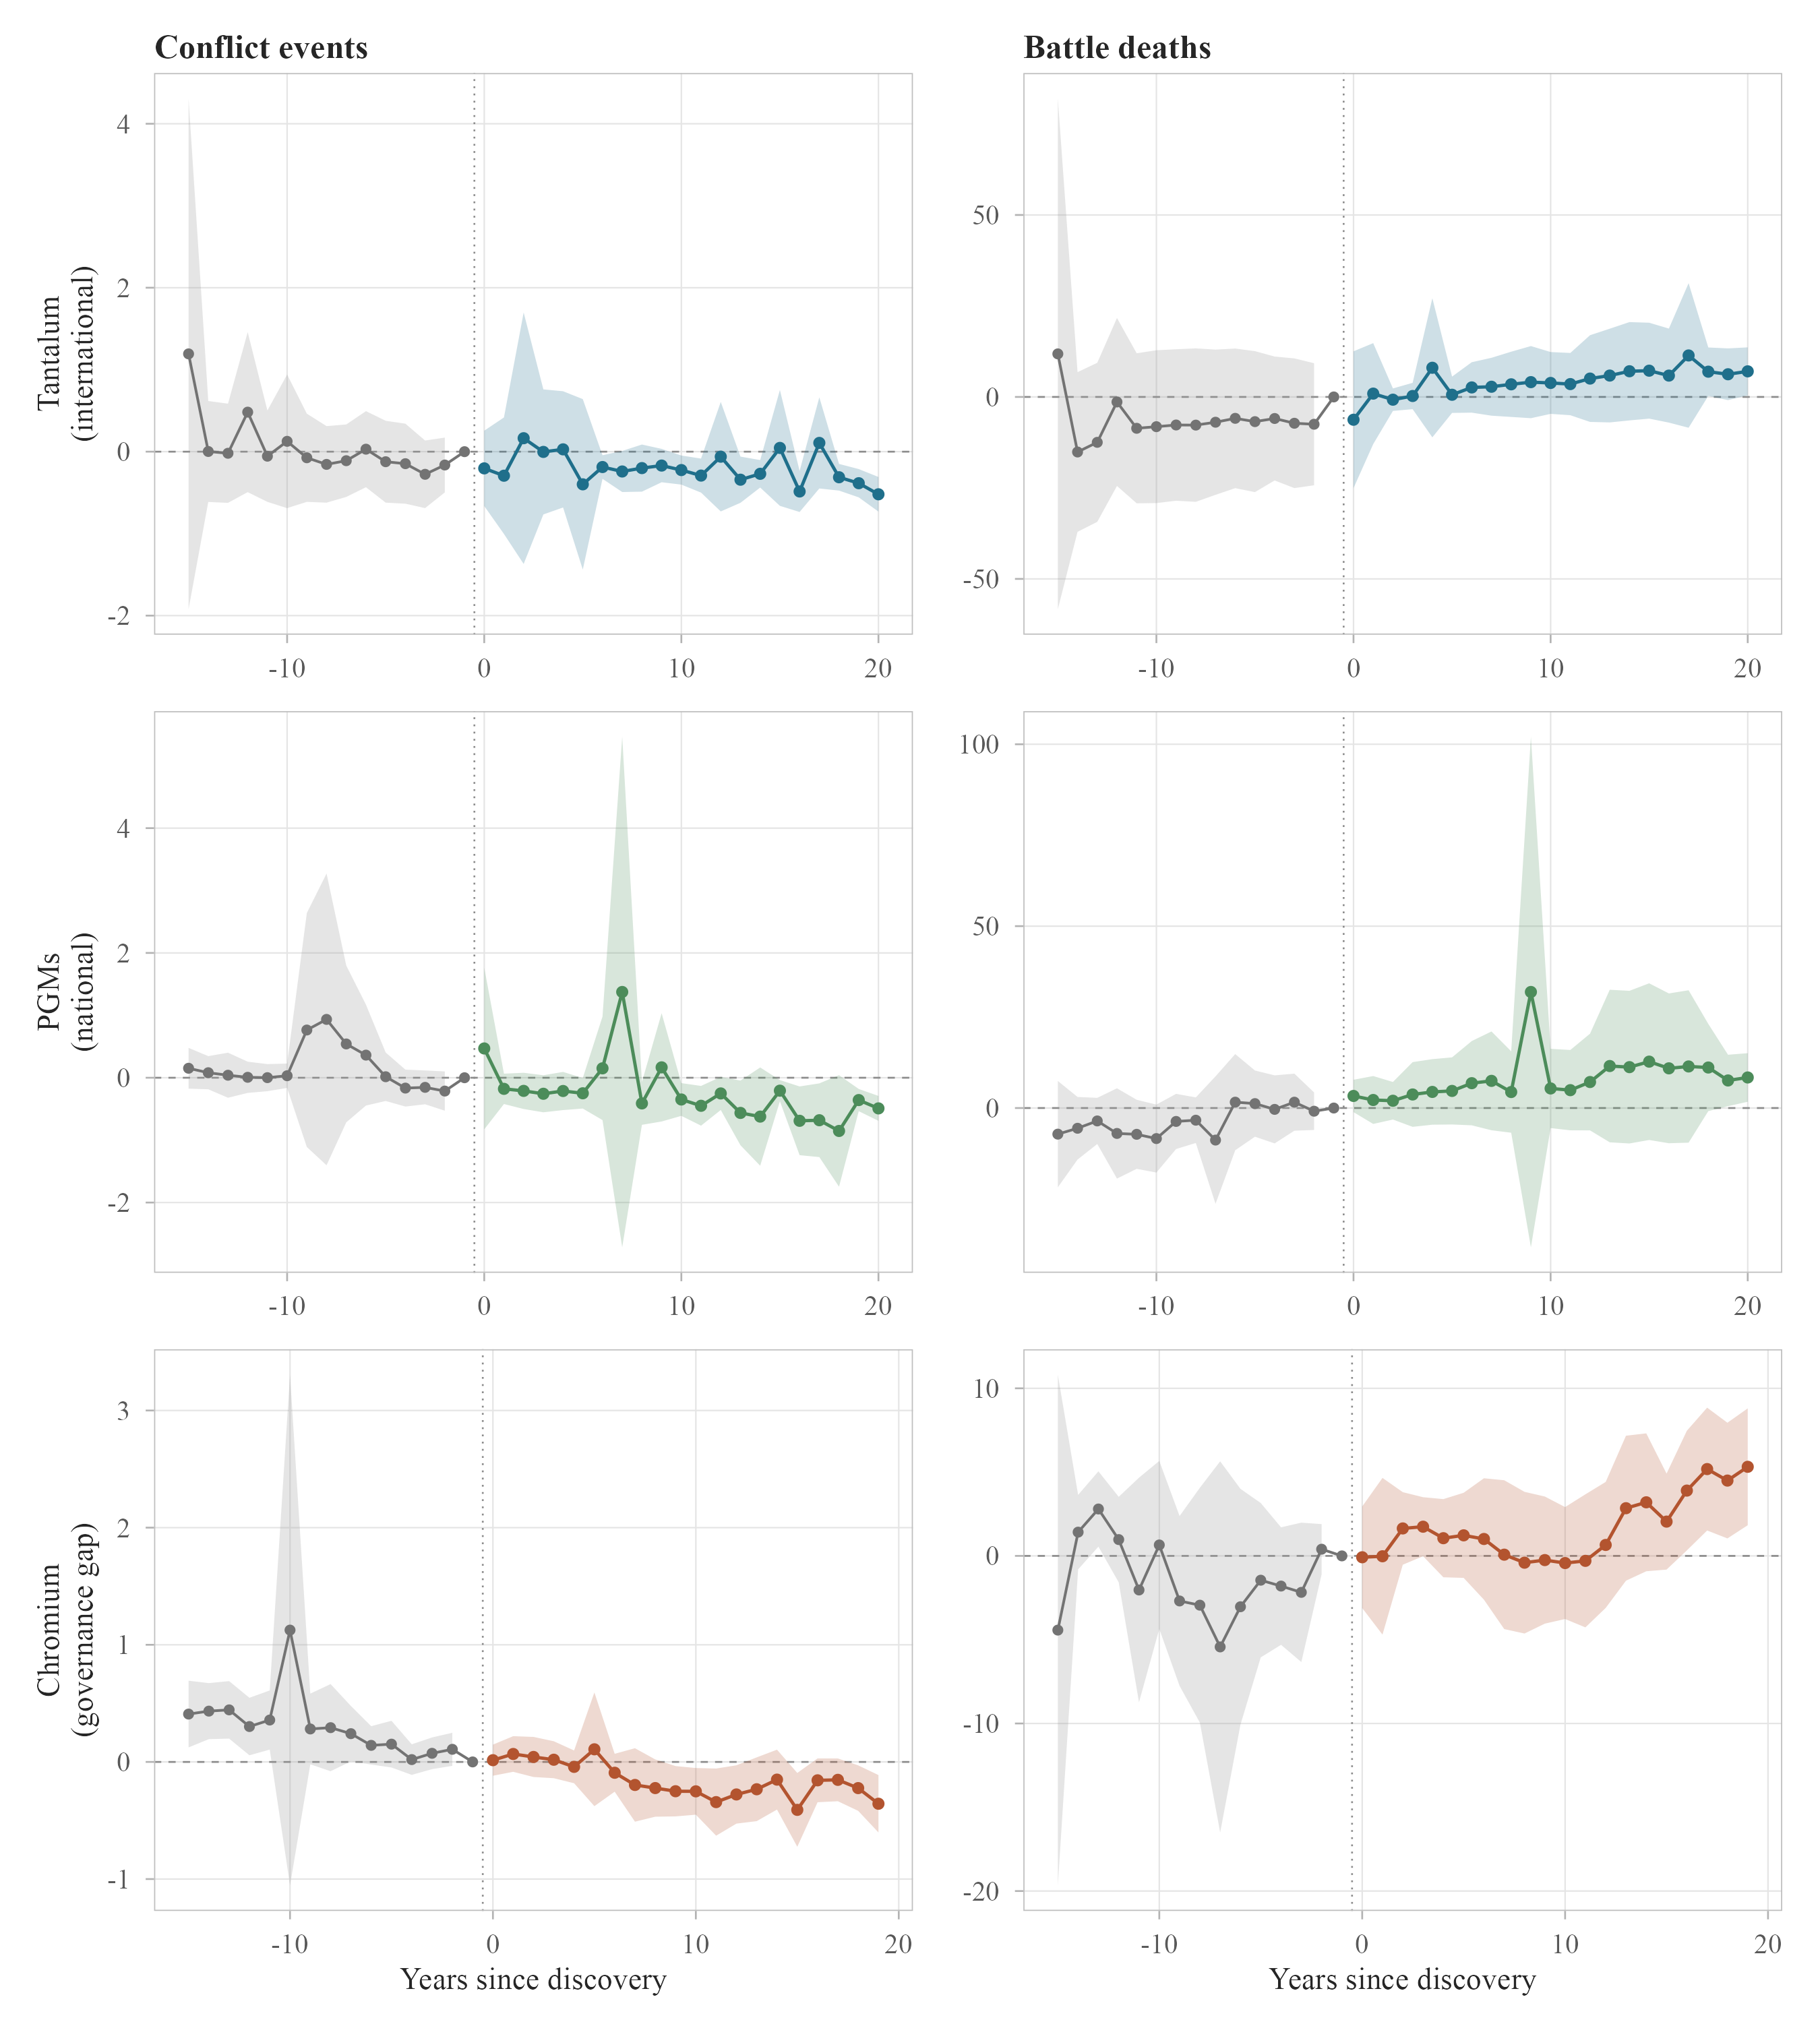 Conflict events
Battle deaths
Tantalum
(international)
4
2
0
-2
50
0
-50
-10 0 10 20
-10 0 10 20
PGMs
(national)
4
2
0
-2
100
50
0
-10 0 10 20
-10 0 10 20
Chromium
(governance gap)
3
2
1
0
-1
10
0
-10
-20
-10 0 10 20
-10 0 10 20
Years since discovery
Years since discovery